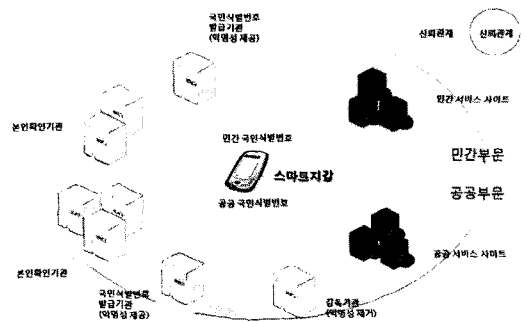 국민식별번호
발급기관
(익명성 제공)
신뢰관계
신뢰관계
민간 서비스 사이트
본인확인기관
민간 국민식별번호
민간부문
스마트지갑
공공부문
공공 국민식별번호
공공 서비스 사이트
본인확인기관
국민식별번호
발급기관
(익명성 제공)
감독기관
(익명성 제거)